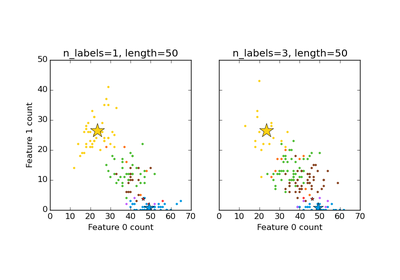 n_labels=1, length=50
n_labels=3, length=50
50
40
30
20
10
0
Feature 1 count
0 10 20 30 40 50 60 70
0 10 20 30 40 50 60 70
Feature 0 count
Feature 0 count